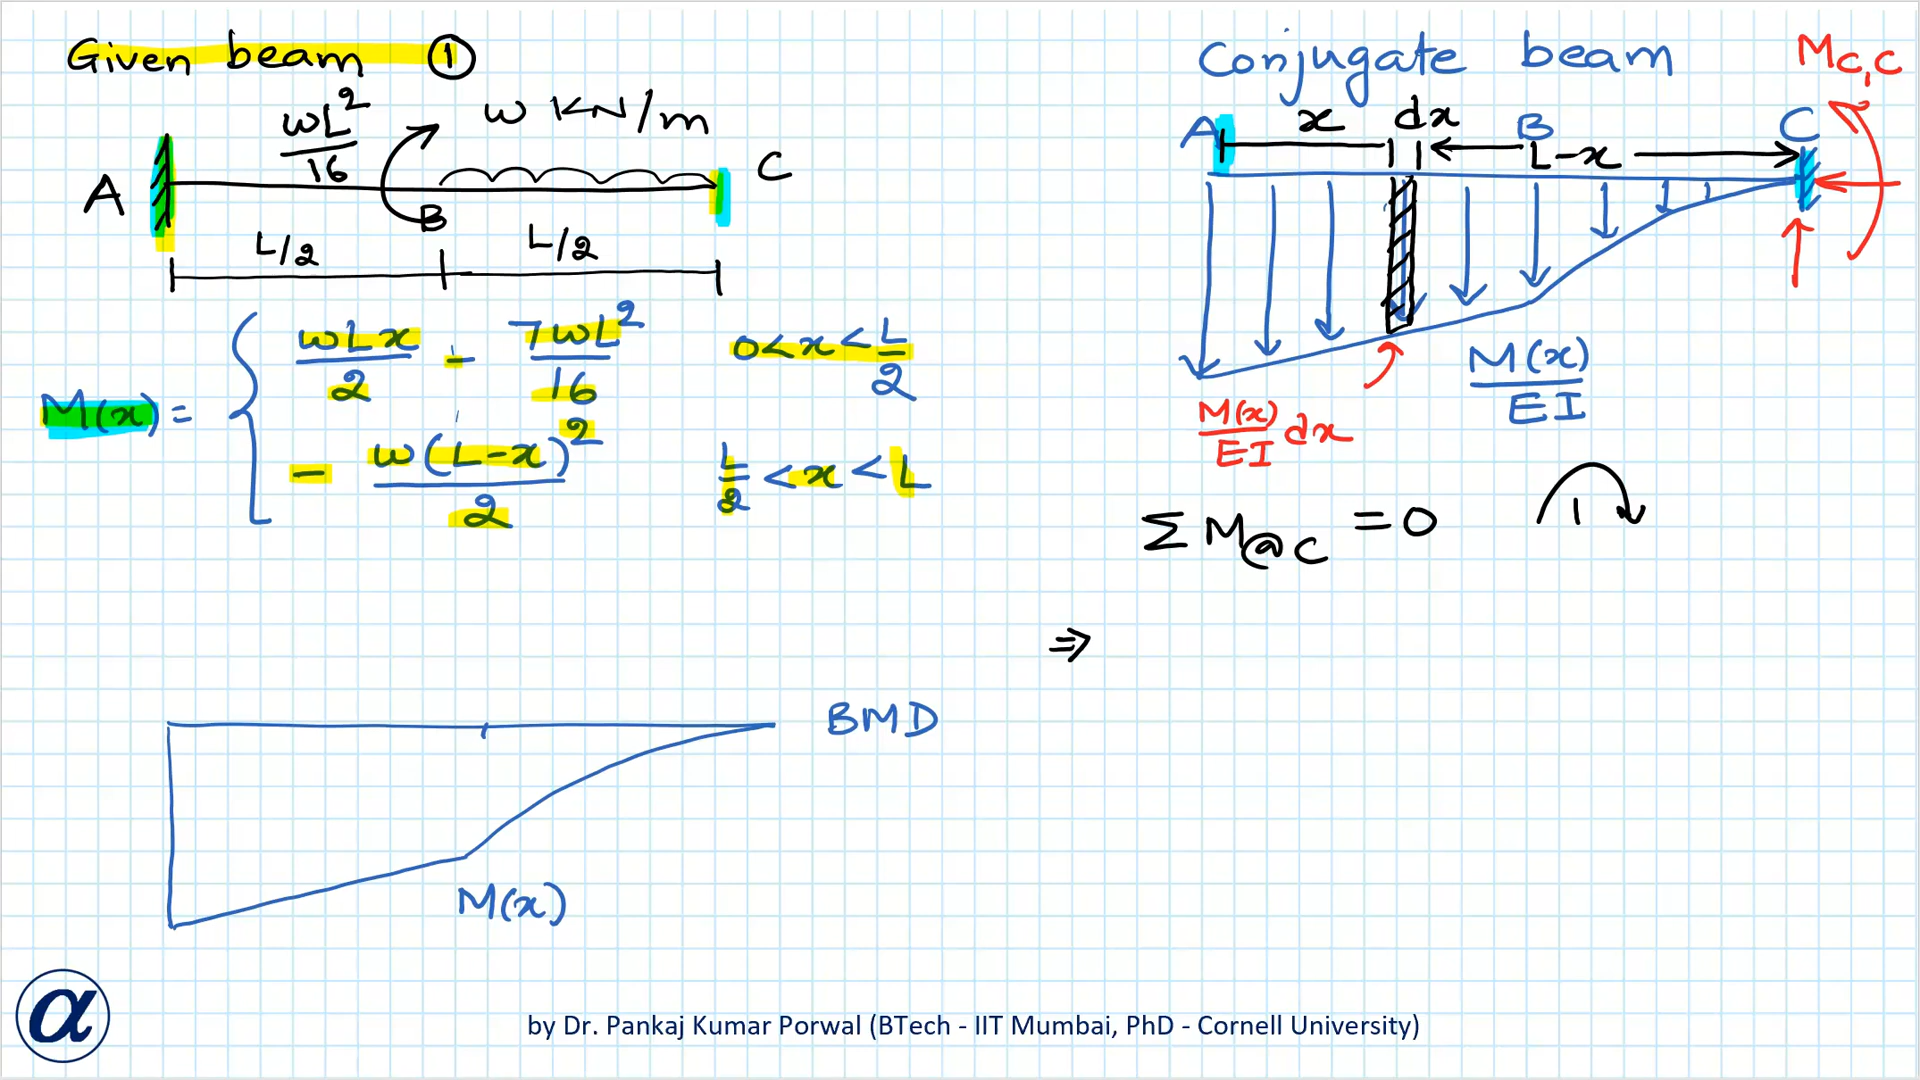 Given beam ①
wL²/16
w KN/m
A
B
C
L/2
L/2
M(x) = { wLx/2 - 7wL²/16    0<x<L/2
- w(L-x)²/2    L/2 <x< L
BMD
M(x)
Conjugate beam
M_C,C
A
x
dx
B
C
L-x
M(x)/EI
M(x)/EI dx
ΣM@C = 0
⇒
α
by Dr. Pankaj Kumar Porwal (BTech - IIT Mumbai, PhD - Cornell University)